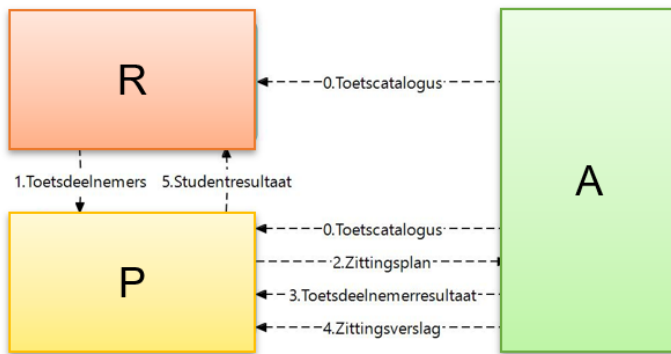 R
0.Toetscatalogus
A
1.Toetsdeelnemers
5.Studentresultaat
P
0.Toetscatalogus
2.Zittingsplan
3.Toetsdeelnemerresultaat
4.Zittingsverslag